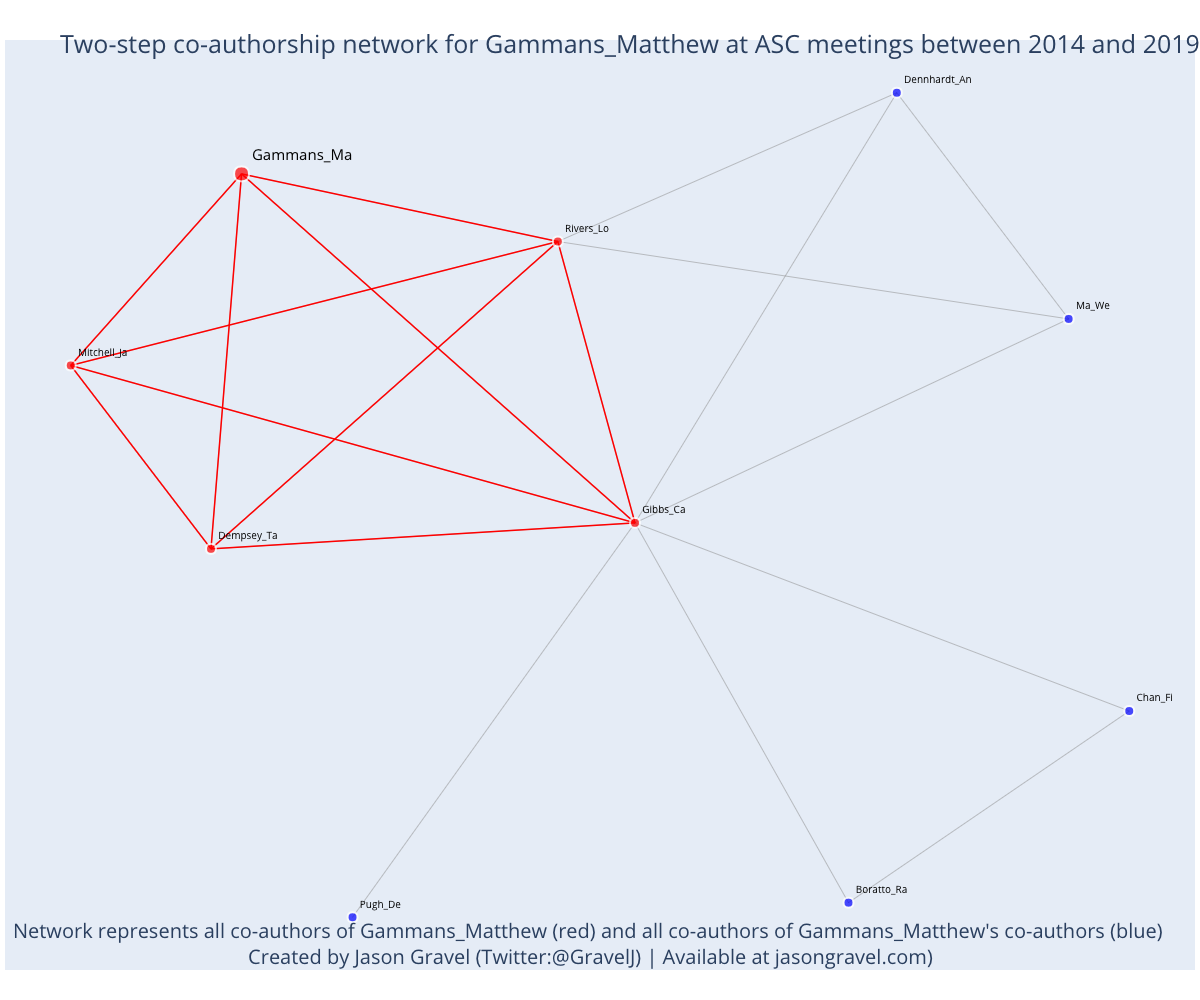 Two-step co-authorship network for Gammans_Matthew at ASC meetings between 2014 and 2019
Dennhardt_An
Gammans_Ma
Rivers_Lo
Ma_We
Mitchell_Ja
Gibbs_Ca
Dempsey_Ta
Chan_Fi
Boratto_Ra
Pugh_De
Network represents all co-authors of Gammans_Matthew (red) and all co-authors of Gammans_Matthew's co-authors (blue)
Created by Jason Gravel (Twitter:@GravelJ) | Available at jasongravel.com)